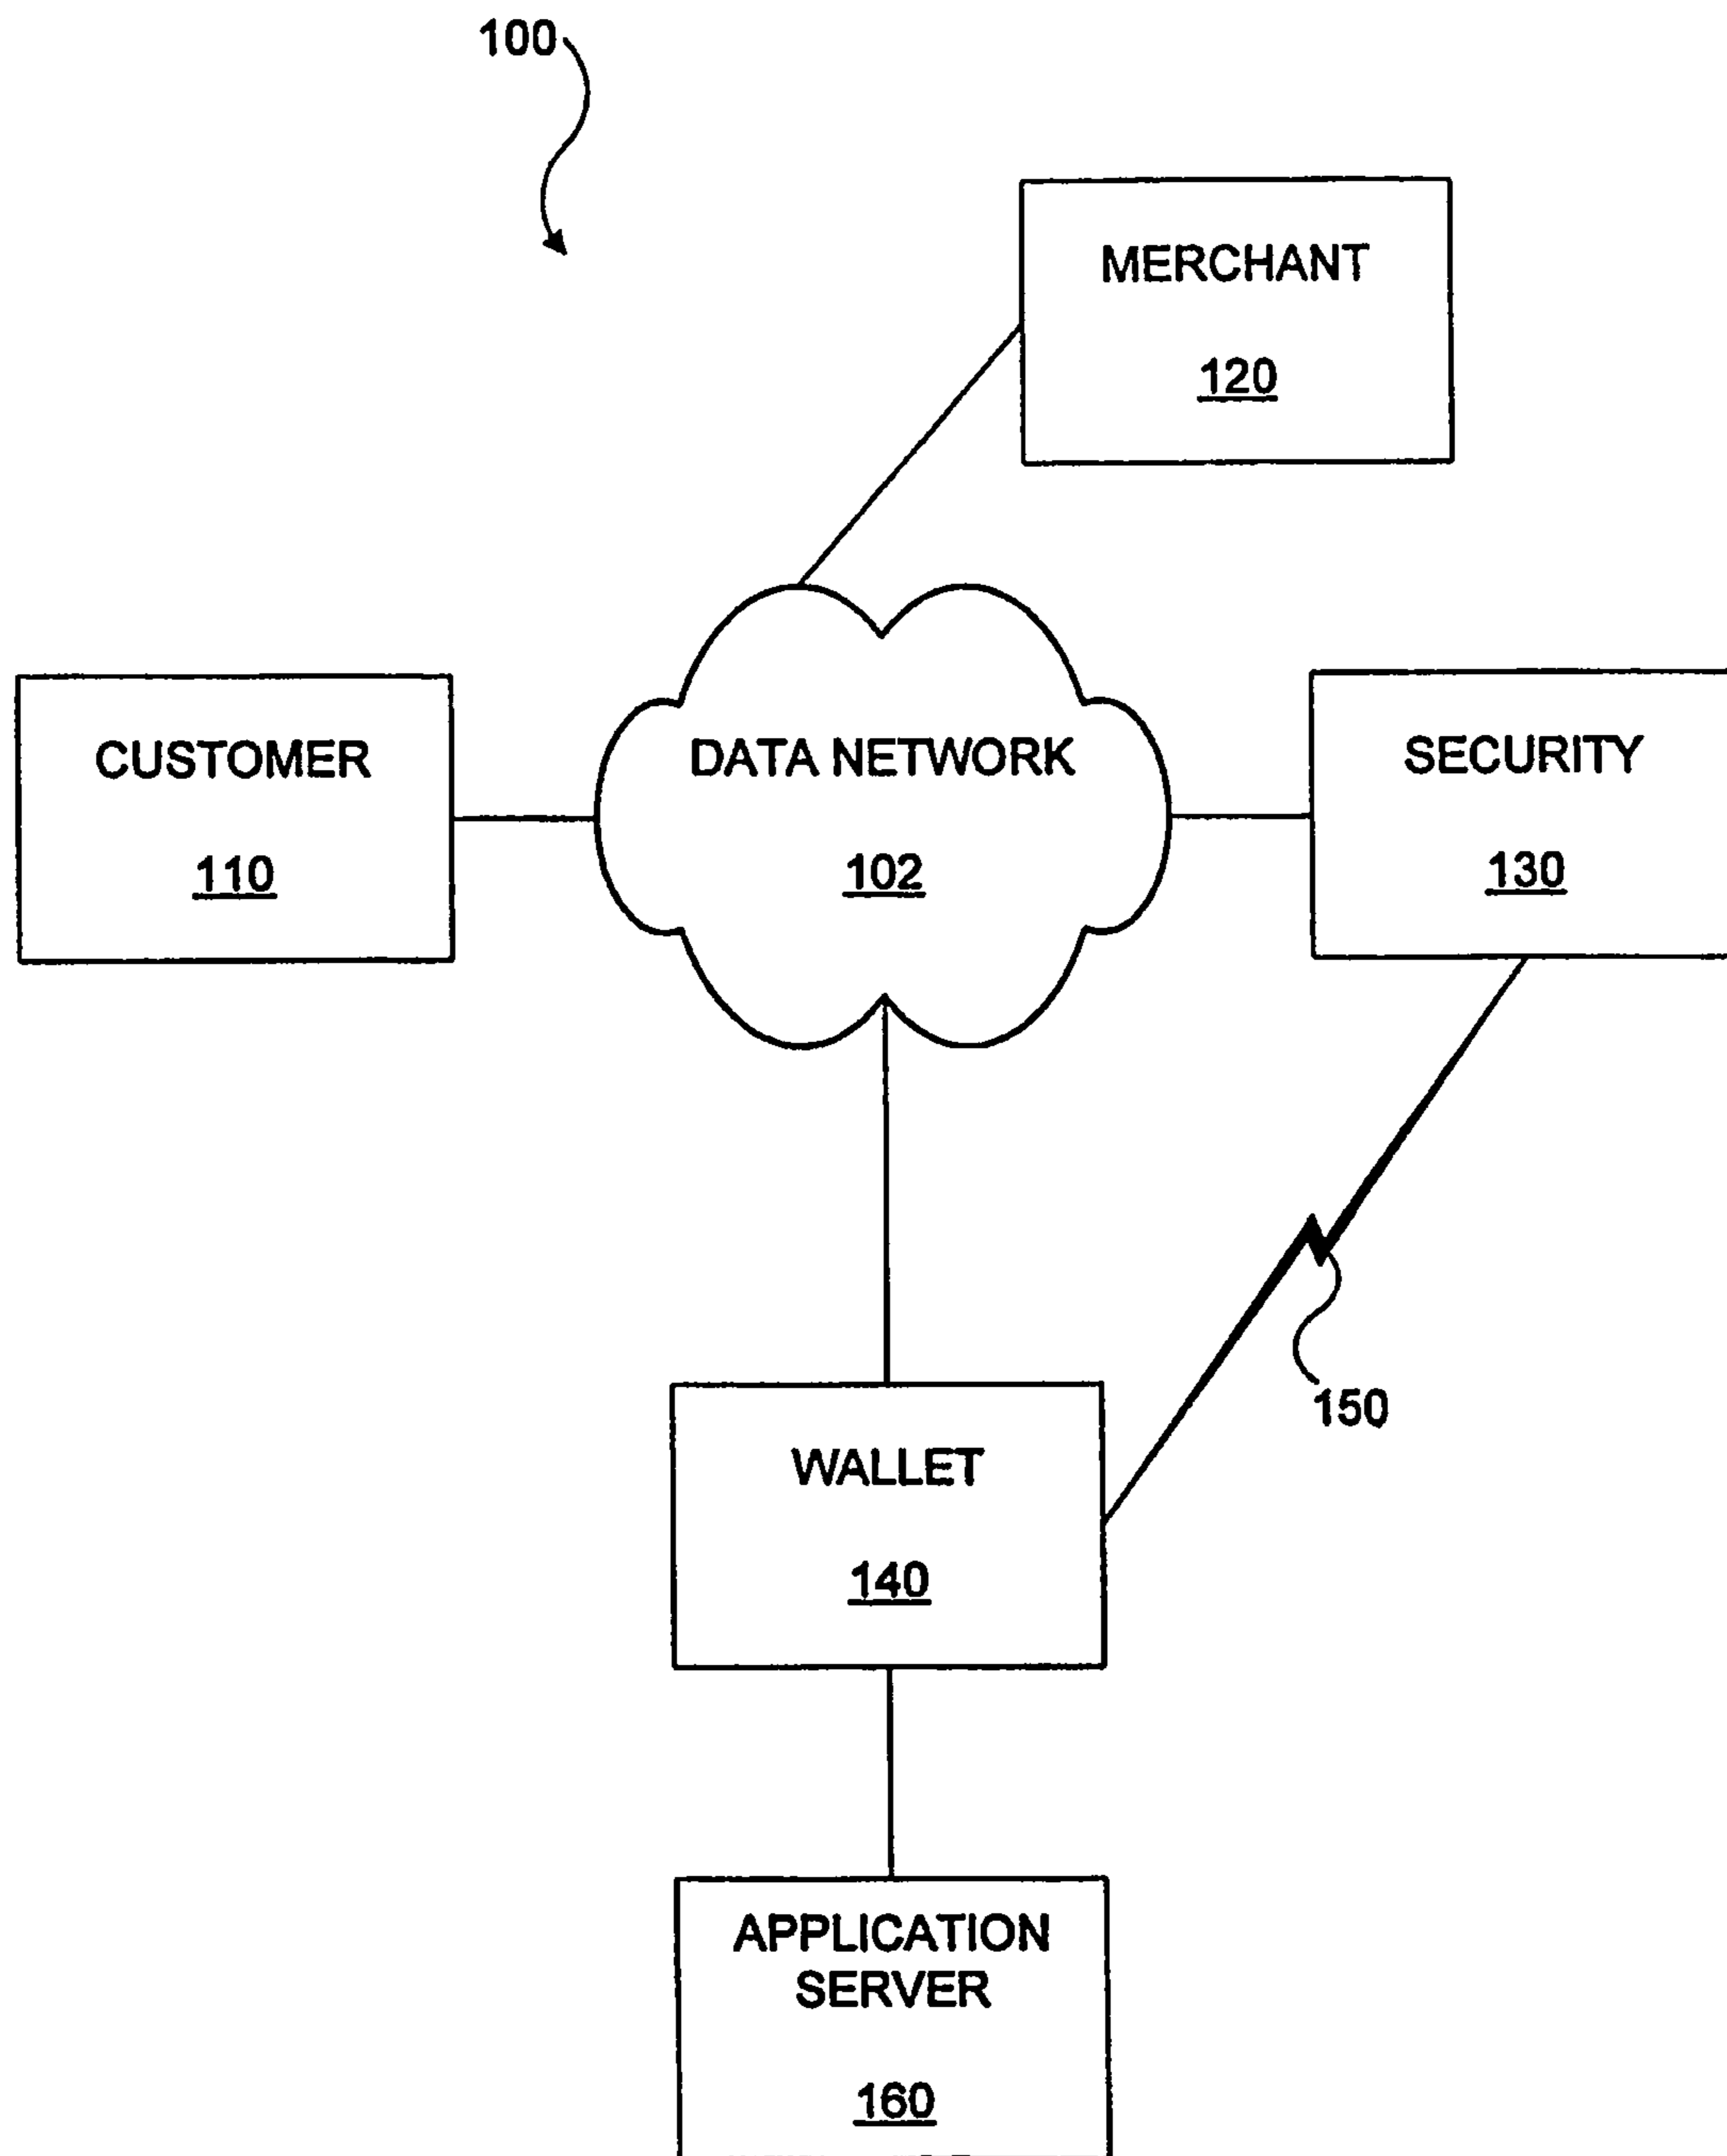 100
MERCHANT
120
CUSTOMER
110
DATA NETWORK
102
SECURITY
130
150
WALLET
140
APPLICATION
SERVER
160